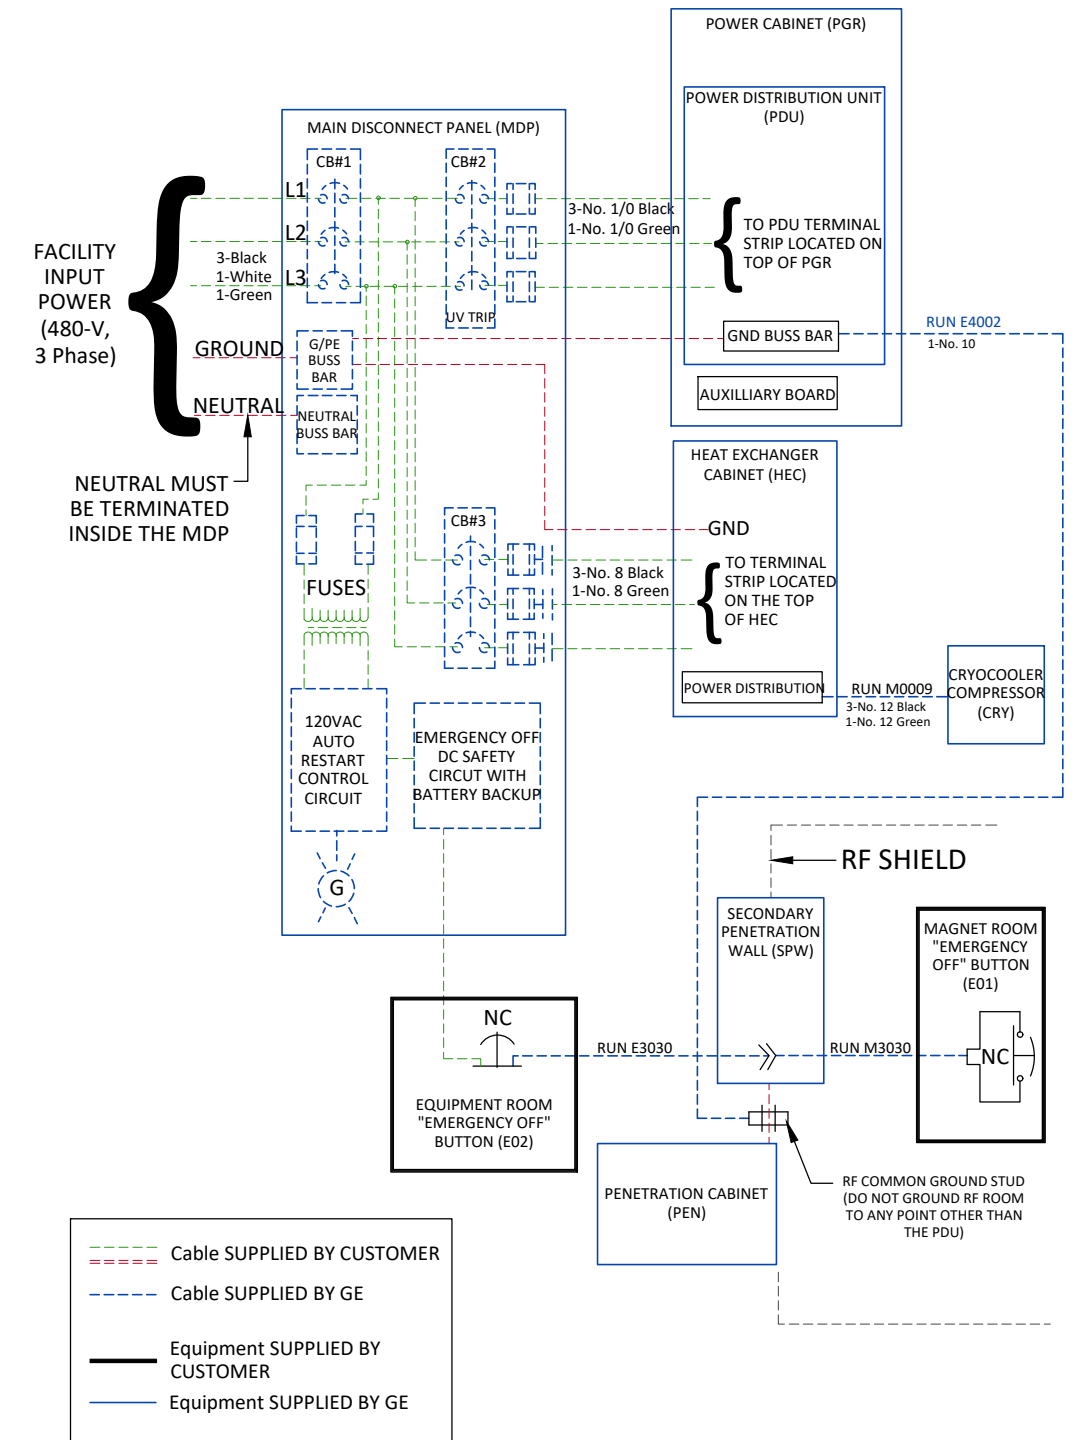 POWER CABINET (PGR)
POWER DISTRIBUTION UNIT
(PDU)
MAIN DISCONNECT PANEL (MDP)
CB#1
CB#2
L1
L2
L3
3-No. 1/0 Black
1-No. 1/0 Green
TO PDU TERMINAL
STRIP LOCATED ON
TOP OF PGR
FACILITY
INPUT
POWER
(480-V,
3 Phase)
3-Black
1-White
1-Green
UV TRIP
GND BUSS BAR
RUN E4002
1-No. 10
GROUND
G/PE
BUSS
BAR
AUXILLIARY BOARD
NEUTRAL
NEUTRAL
BUSS BAR
NEUTRAL MUST
BE TERMINATED
INSIDE THE MDP
HEAT EXCHANGER
CABINET (HEC)
CB#3
GND
3-No. 8 Black
1-No. 8 Green
TO TERMINAL
STRIP LOCATED
ON THE TOP
OF HEC
FUSES
POWER DISTRIBUTION
RUN M0009
3-No. 12 Black
1-No. 12 Green
CRYOCOOLER
COMPRESSOR
(CRY)
120VAC
AUTO
RESTART
CONTROL
CIRCUIT
EMERGENCY OFF
DC SAFETY
CIRCUT WITH
BATTERY BACKUP
G
RF SHIELD
SECONDARY
PENETRATION
WALL (SPW)
MAGNET ROOM
"EMERGENCY
OFF" BUTTON
(E01)
NC
NC
RUN E3030
RUN M3030
EQUIPMENT ROOM
"EMERGENCY OFF"
BUTTON (E02)
PENETRATION CABINET
(PEN)
RF COMMON GROUND STUD
(DO NOT GROUND RF ROOM
TO ANY POINT OTHER THAN
THE PDU)
Cable SUPPLIED BY CUSTOMER
Cable SUPPLIED BY GE
Equipment SUPPLIED BY
CUSTOMER
Equipment SUPPLIED BY GE